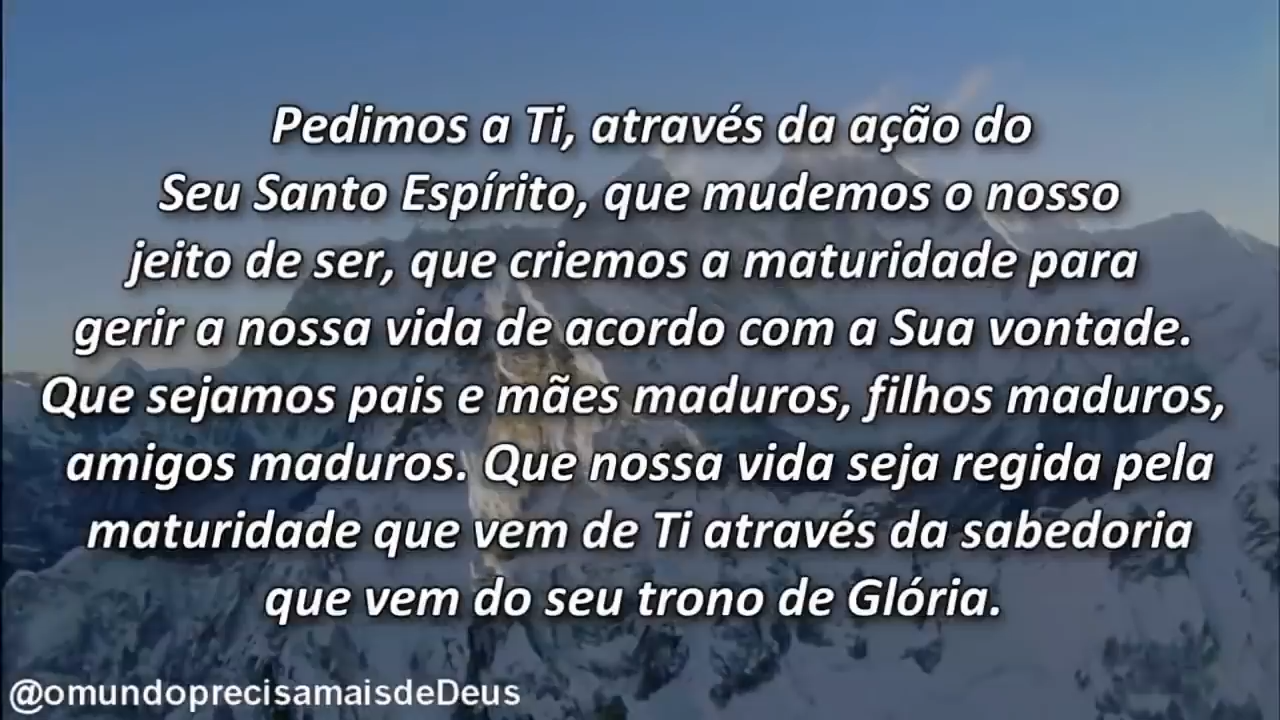 Pedimos a Ti, através da ação do
Seu Santo Espírito, que mudemos o nosso
jeito de ser, que criemos a maturidade para
gerir a nossa vida de acordo com a Sua vontade.
Que sejamos pais e mães maduros, filhos maduros,
amigos maduros. Que nossa vida seja regida pela
maturidade que vem de Ti através da sabedoria
que vem do seu trono de Glória.
@omundoprecisamaisdeDeus